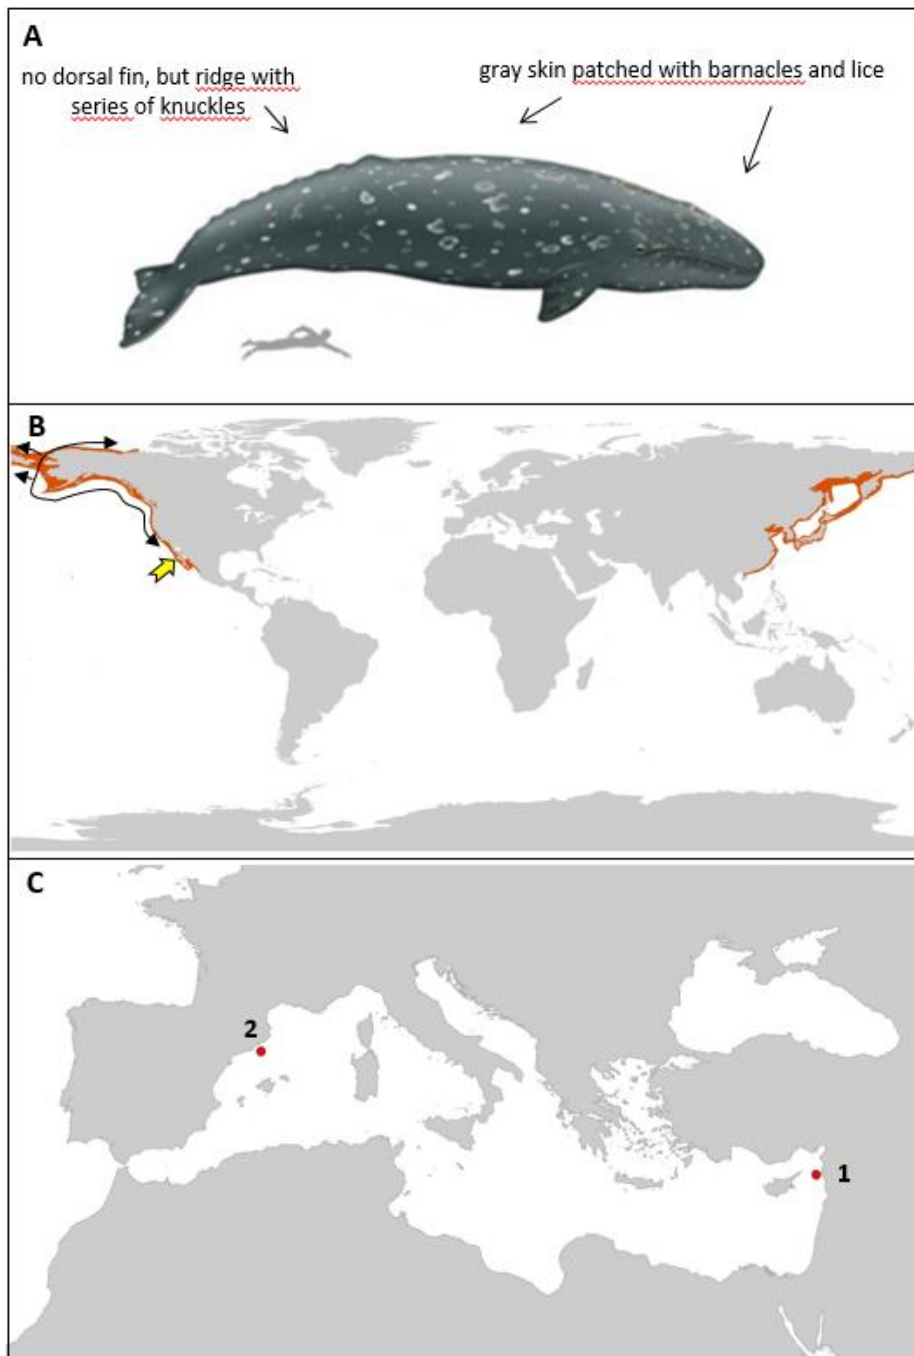 A
no dorsal fin, but ridge with
series of knuckles
gray skin patched with barnacles and lice
B
C
2
1